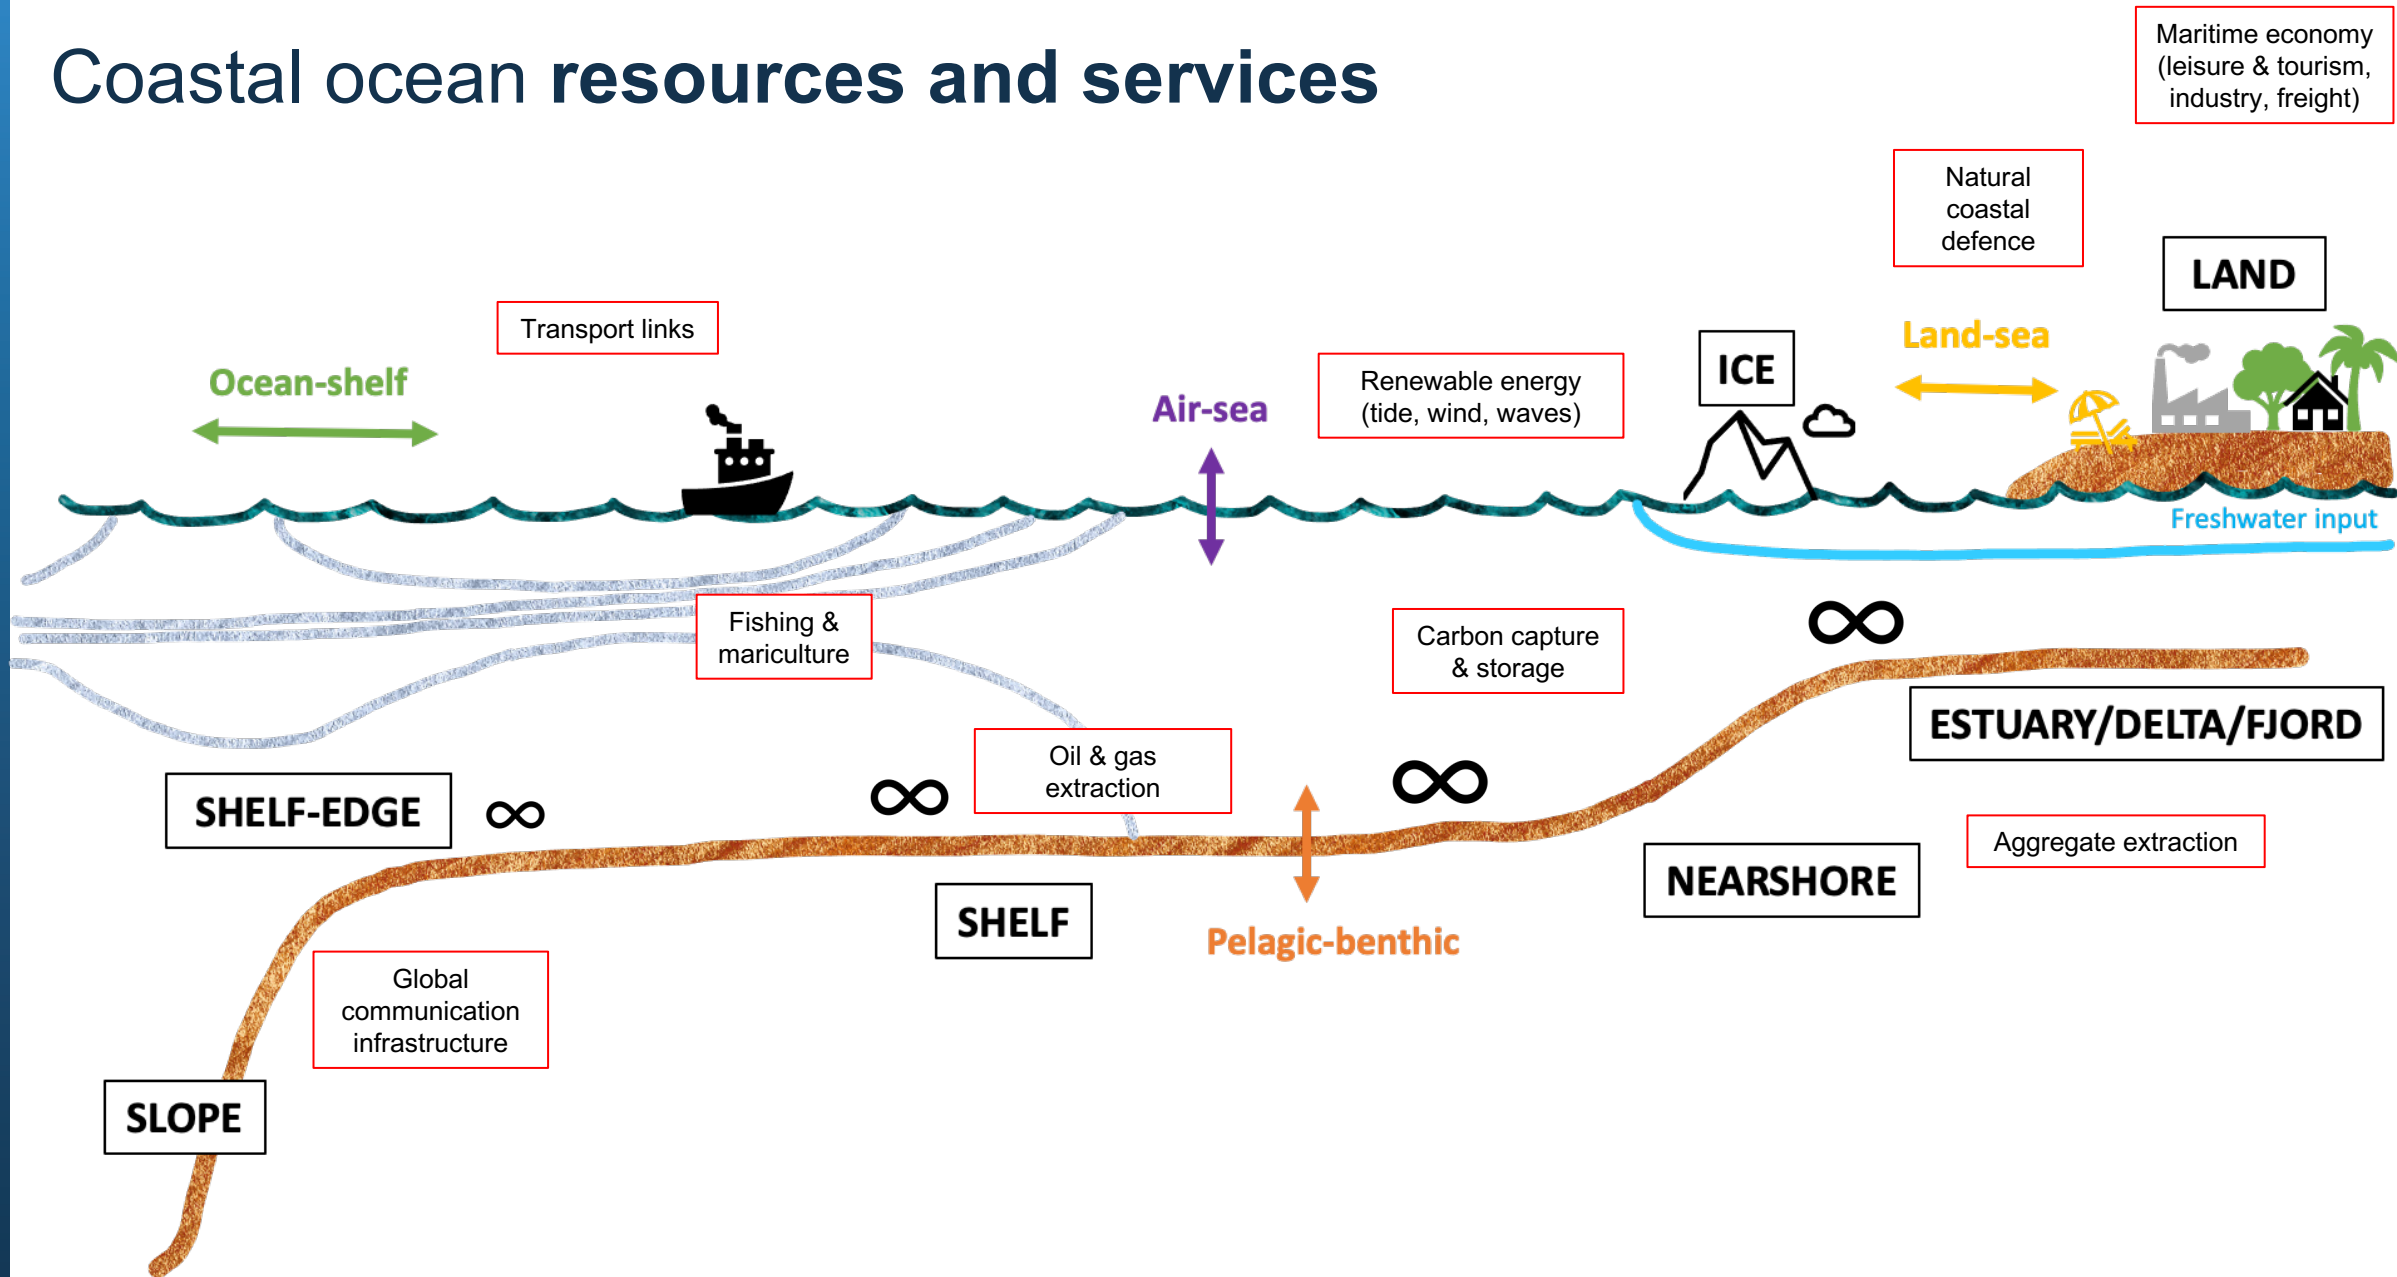 Coastal ocean resources and services
Maritime economy
(leisure & tourism,
industry, freight)
Natural
coastal
defence
LAND
Transport links
Land-sea
Ocean-shelf
ICE
Renewable energy
(tide, wind, waves)
Air-sea
Freshwater input
Fishing &
mariculture
Carbon capture
& storage
ESTUARY/DELTA/FJORD
Oil & gas
extraction
SHELF-EDGE
Aggregate extraction
NEARSHORE
SHELF
Pelagic-benthic
Global
communication
infrastructure
SLOPE